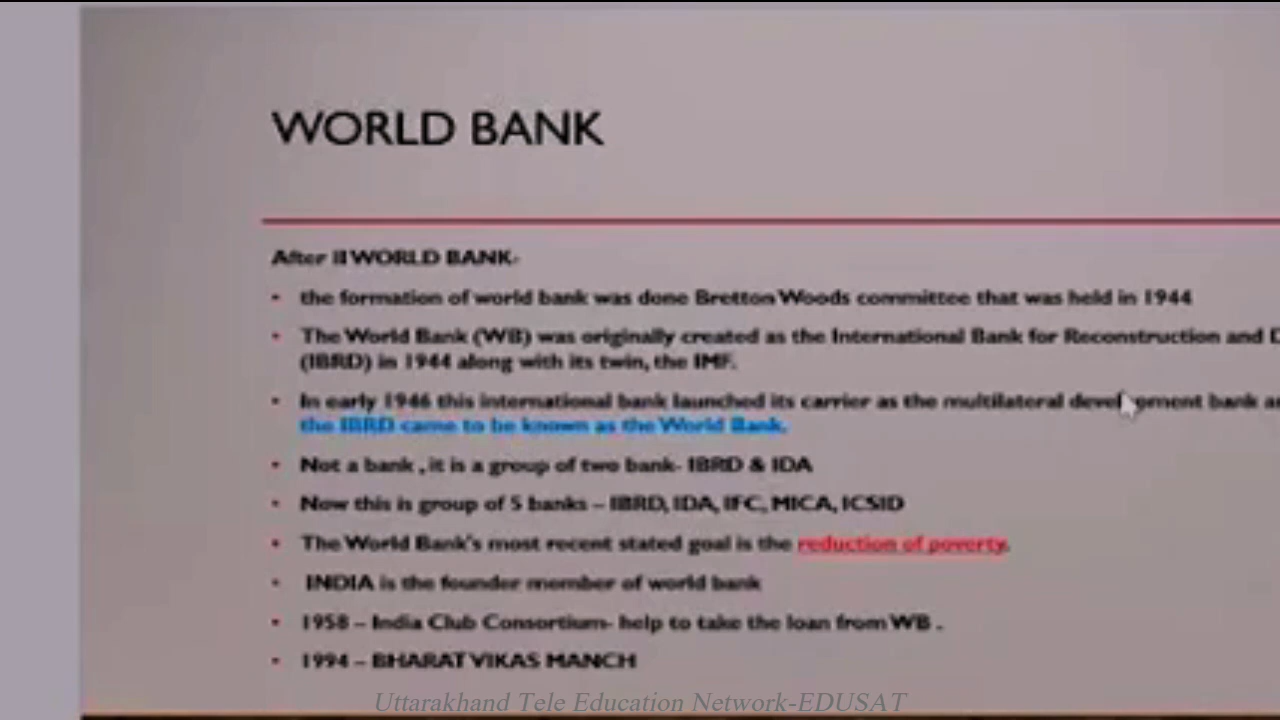 WORLD BANK
After II WORLD BANK-
• the formation of world bank was done Bretton Woods committee that was held in 1944
• The World Bank (WB) was originally created as the International Bank for Reconstruction and D
(IBRD) in 1944 along with its twin, the IMF.
• In early 1946 this international bank launched its carrier as the multilateral development bank a
the IBRD came to be known as the World Bank.
• Not a bank , it is a group of two bank- IBRD & IDA
• Now this is group of 5 banks – IBRD, IDA, IFC, MICA, ICSID
• The World Bank's most recent stated goal is the reduction of poverty.
• INDIA is the founder member of world bank
• 1958 – India Club Consortium- help to take the loan from WB .
• 1994 – BHARAT VIKAS MANCH
Uttarakhand Tele Education Network-EDUSAT